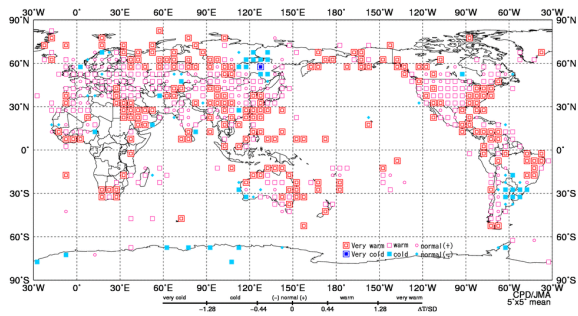 30°W 0° 30°E 60°E 90°E 120°E 150°E 180° 150°W 120°W 90°W 60°W 30°W
90°N 90°N
60°N 60°N
30°N 30°N
0° 0°
30°S 30°S
Very warm warm normal(+)
60°S Very cold cold normal(−) 60°S
90°S 90°S
30°W 0° 30°E 60°E 90°E 120°E 150°E 180° 150°W 120°W 90°W 60°W 30°W
CPD/JMA
very cold cold (−) normal (+) warm very warm 5°x5° mean
−1.28 −0.44 0 0.44 1.28 ΔT/SD